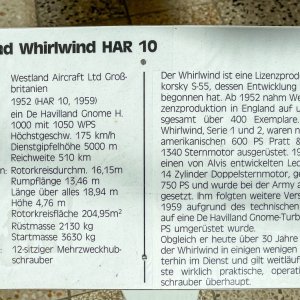 nd Whirlwind HAR 10
Westland Aircraft Ltd Groß-
britanien
1952 (HAR 10, 1959)
ein De Havilland Gnome H.
1000 mit 1050 WPS
Höchstgeschw. 175 km/h
Dienstgipfelhöhe 5000 m
Reichweite 510 km
en: Rotorkreisdurchm. 16,15m
Rumpflänge 13,46 m
Länge über alles 18,94 m
Höhe 4,76 m
Rotorkreisfläche 204,95m²
Rüstmasse 2130 kg
Startmasse 3630 kg
12-sitziger Mehrzweckhub-
schrauber
Der Whirlwind ist eine Lizenzprod
korsky S-55, dessen Entwicklung
begonnen hat. Ab 1952 nahm We
zenzproduktion in England auf un
sgesamt über 400 Exemplare.
Whirlwind, Serie 1 und 2, waren n
amerikanischen 600 PS Pratt &
1340 Sternmotor ausgerüstet. 19
einen von Alvis entwickelten Leo
14 Zylinder Doppelsternmotor, ge
750 PS und wurde bei der Army a
gesetzt. Ihm folgten weitere Vers
1959 aufgrund des technischen
auf eine De Havilland Gnome-Turb
PS umgerüstet wurde.
Obgleich er heute über 30 Jahre
der Whirlwind in einigen wenigen
terhin im Dienst und gilt weitläuf
ste wirklich praktische, operat
schrauber überhaupt.